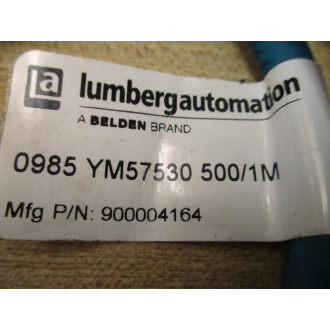 la lumbergautomation
A BELDEN BRAND
0985 YM57530 500/1M
Mfg P/N: 900004164